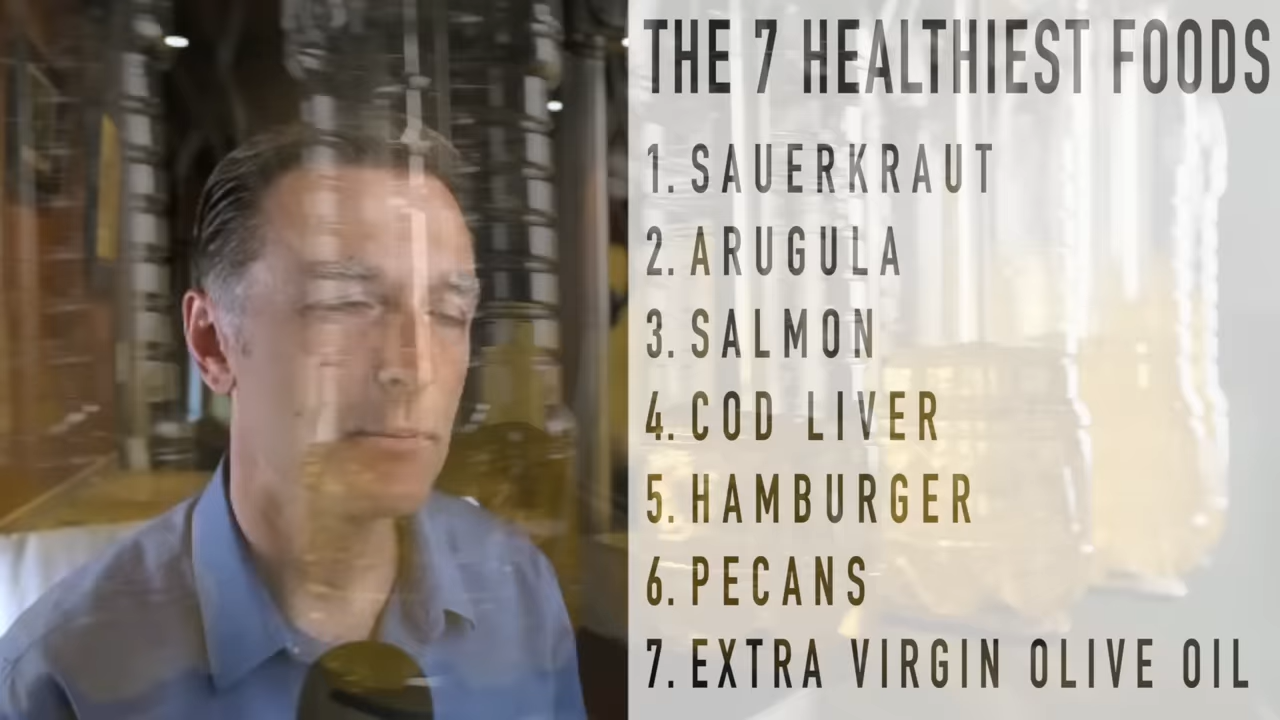 THE 7 HEALTHIEST FOODS
1. SAUERKRAUT
2. ARUGULA
3. SALMON
4. COD LIVER
5. HAMBURGER
6. PECANS
7. EXTRA VIRGIN OLIVE OIL